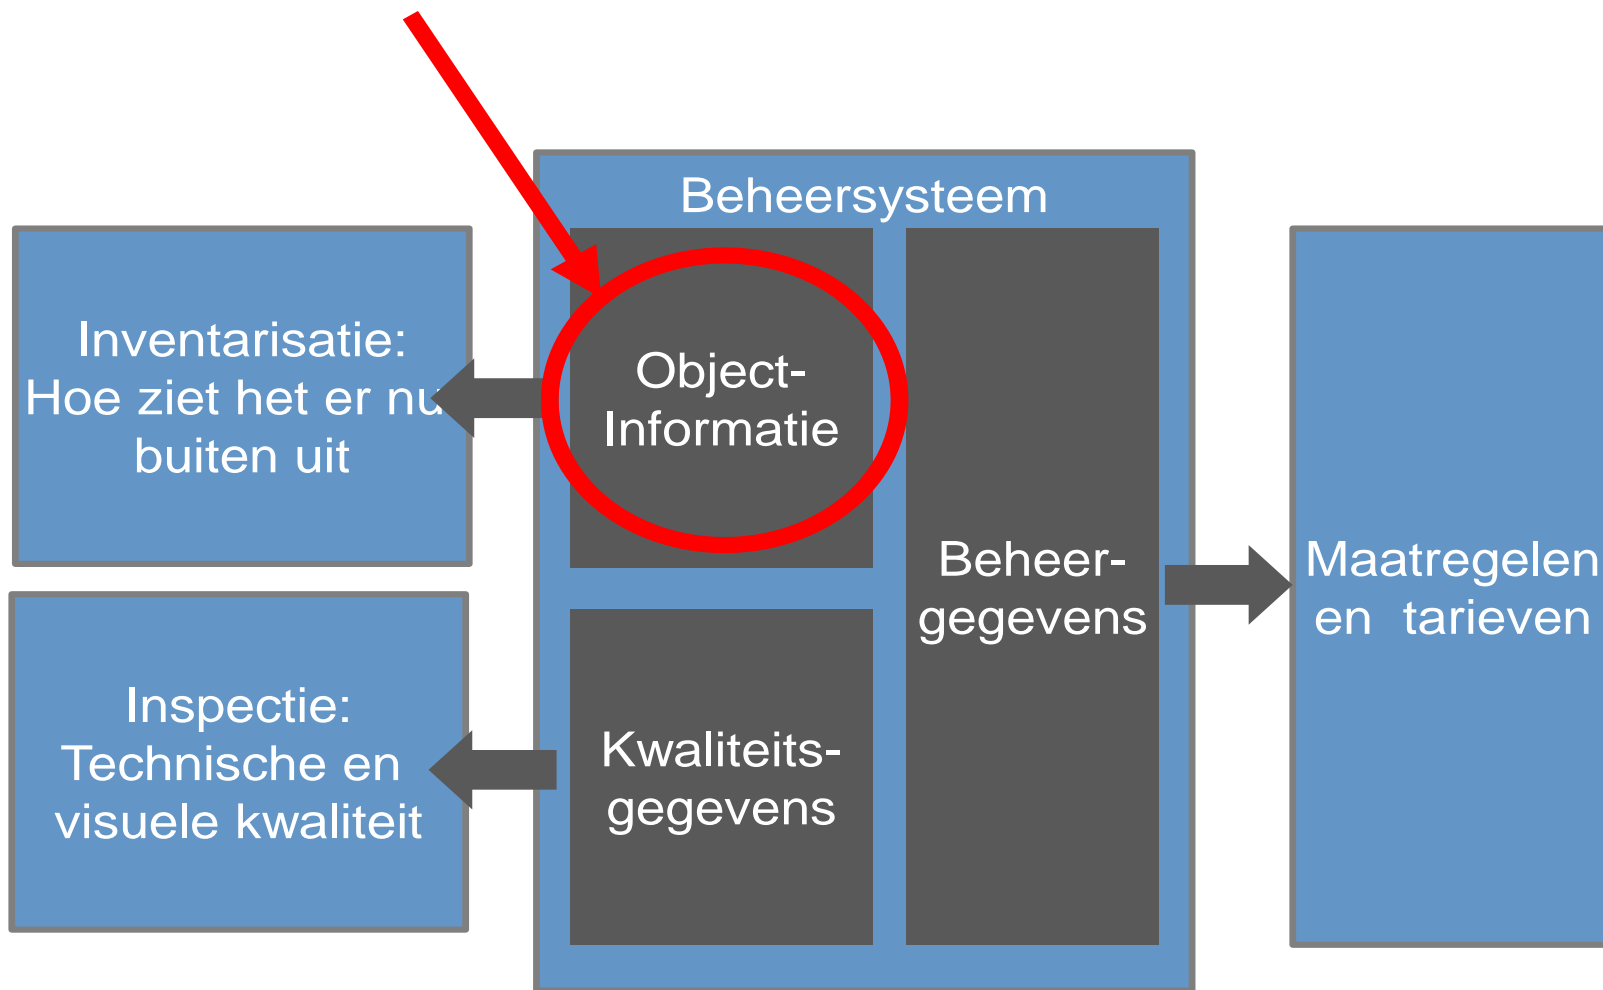 Beheersysteem
Inventarisatie:
Hoe ziet het er nu
buiten uit
Object-
Informatie
Beheer-
gegevens
Maatregelen
en tarieven
Inspectie:
Technische en
visuele kwaliteit
Kwaliteits-
gegevens